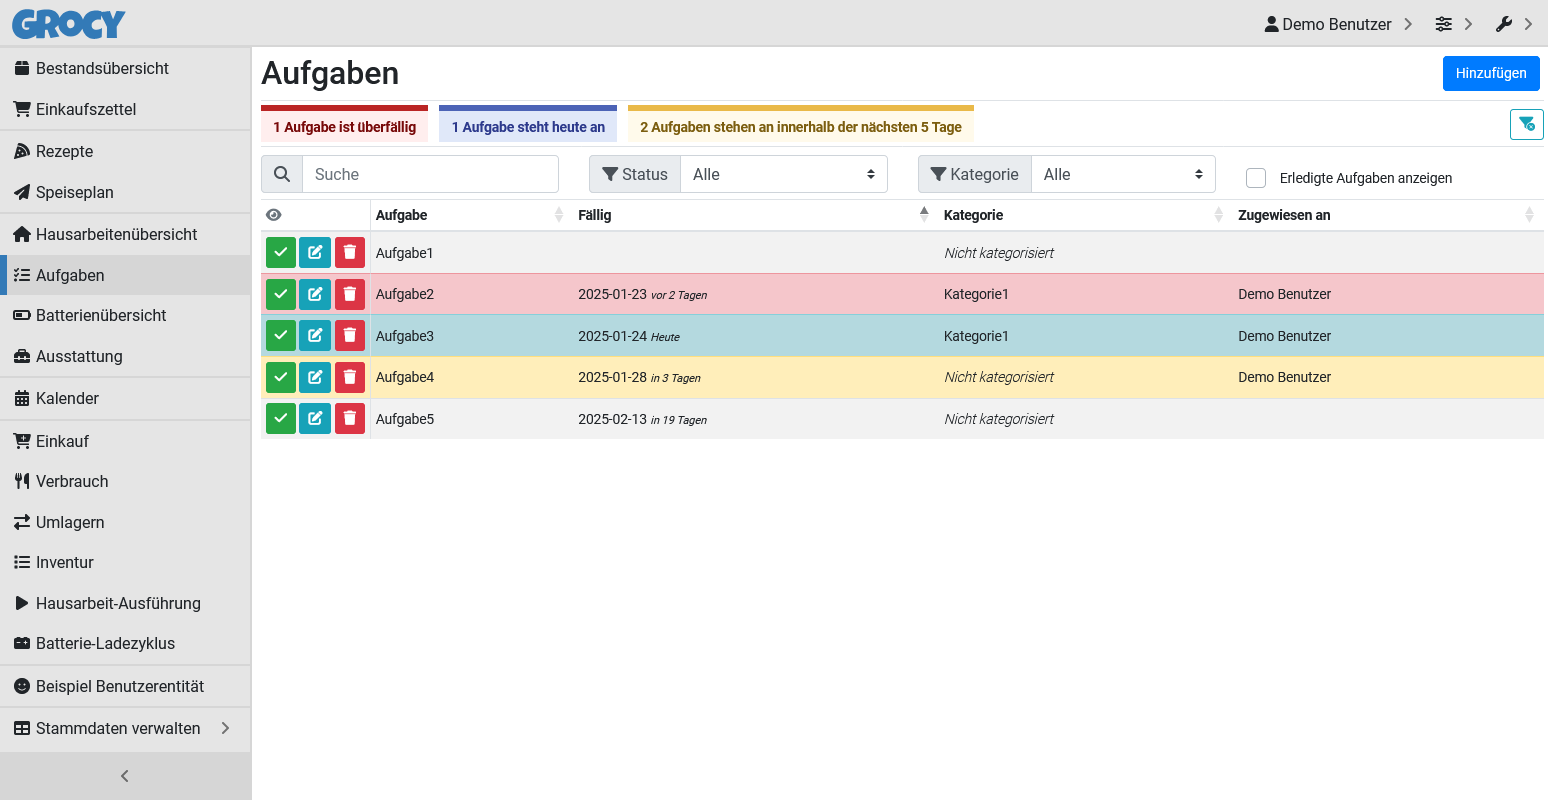 GROCY
Demo Benutzer
Bestandsübersicht
Einkaufszettel
Rezepte
Speiseplan
Hausarbeitenübersicht
Aufgaben
Batterienübersicht
Ausstattung
Kalender
Einkauf
Verbrauch
Umlagern
Inventur
Hausarbeit-Ausführung
Batterie-Ladezyklus
Beispiel Benutzerentität
Stammdaten verwalten
Aufgaben
Hinzufügen
1 Aufgabe ist überfällig
1 Aufgabe steht heute an
2 Aufgaben stehen an innerhalb der nächsten 5 Tage
Suche
Status Alle
Kategorie Alle
Erledigte Aufgaben anzeigen
Aufgabe Fällig Kategorie Zugewiesen an
Aufgabe1 Nicht kategorisiert
Aufgabe2 2025-01-23 vor 2 Tagen Kategorie1 Demo Benutzer
Aufgabe3 2025-01-24 Heute Kategorie1 Demo Benutzer
Aufgabe4 2025-01-28 in 3 Tagen Nicht kategorisiert Demo Benutzer
Aufgabe5 2025-02-13 in 19 Tagen Nicht kategorisiert